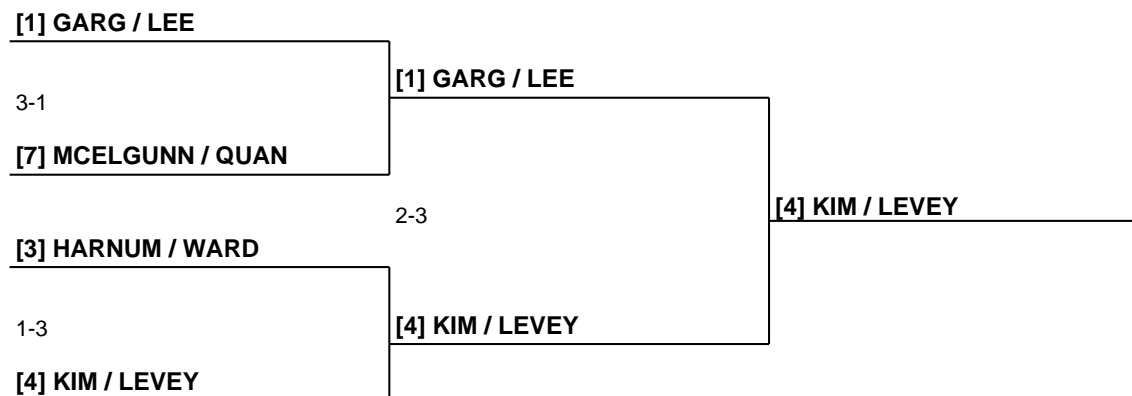 [1] GARG / LEE
[1] GARG / LEE
3-1
[7] MCELGUNN / QUAN
[4] KIM / LEVEY
2-3
[3] HARNUM / WARD
[4] KIM / LEVEY
1-3
[4] KIM / LEVEY